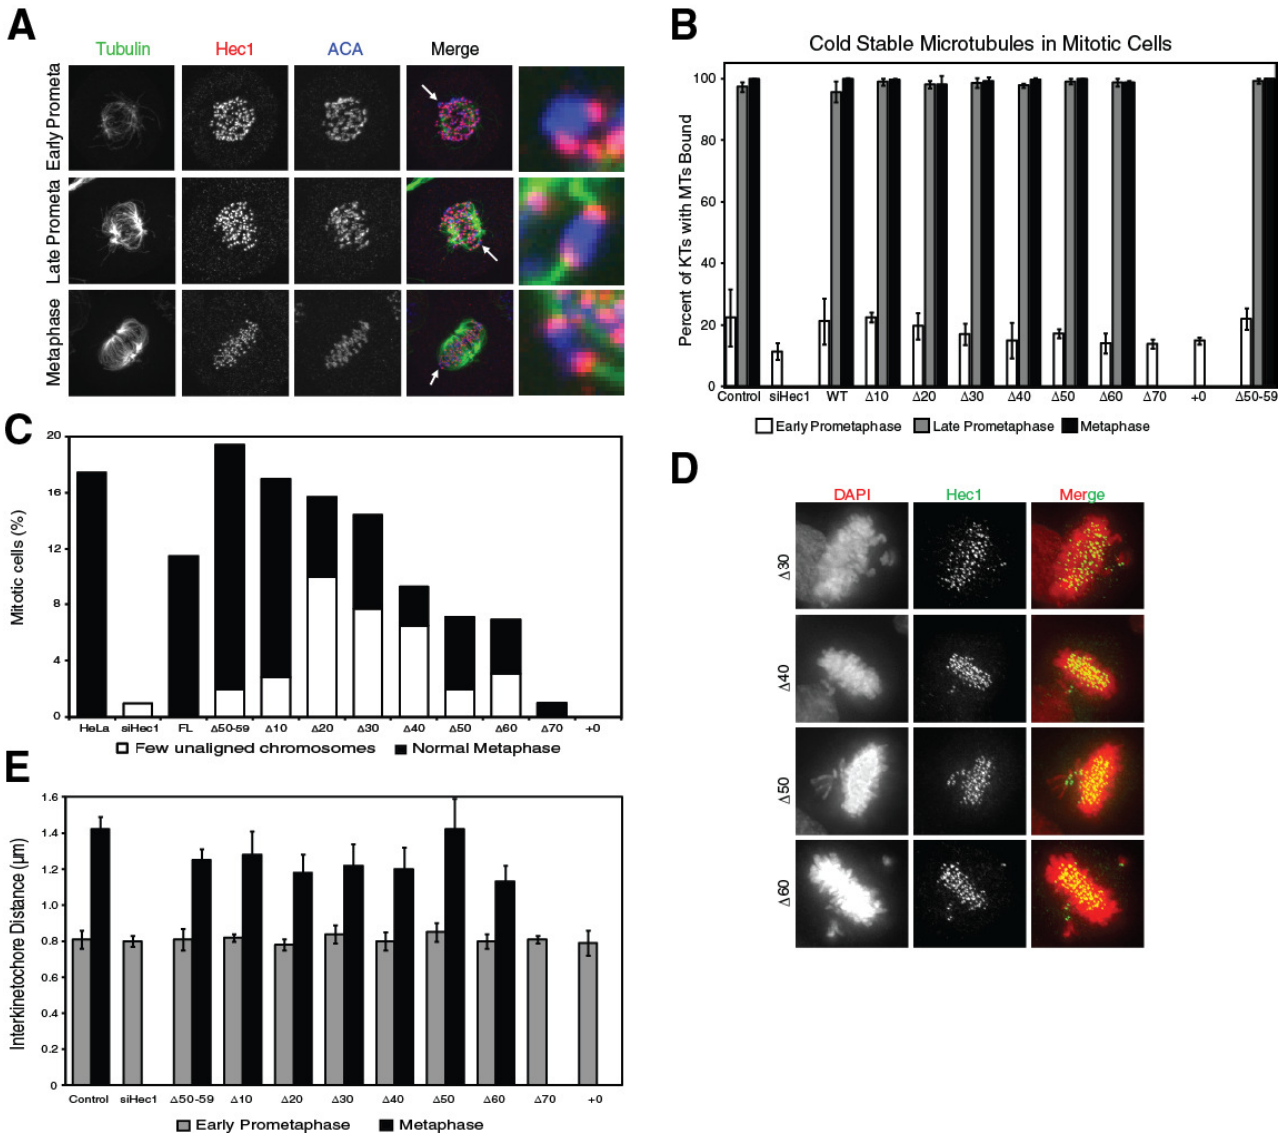 A
Tubulin Hec1 ACA Merge
Early Prometa
Late Prometa
Metaphase
B
Cold Stable Microtubules in Mitotic Cells
Percent of KTs with MTs Bound
100
80
60
40
20
0
Control siHec1 WT Δ10 Δ20 Δ30 Δ40 Δ50 Δ60 Δ70 +0 Δ50-59
Early Prometaphase Late Prometaphase Metaphase
C
Mitotic cells (%)
20
16
12
8
4
0
HeLa siHec1 FL Δ50-59 Δ10 Δ20 Δ30 Δ40 Δ50 Δ60 Δ70 +0
Few unaligned chromosomes Normal Metaphase
D
DAPI Hec1 Merge
Δ30
Δ40
Δ50
Δ60
E
Interkinetochore Distance (μm)
1.6
1.4
1.2
1.0
0.8
0.6
0.4
0.2
0
Control siHec1 Δ50-59 Δ10 Δ20 Δ30 Δ40 Δ50 Δ60 Δ70 +0
Early Prometaphase Metaphase